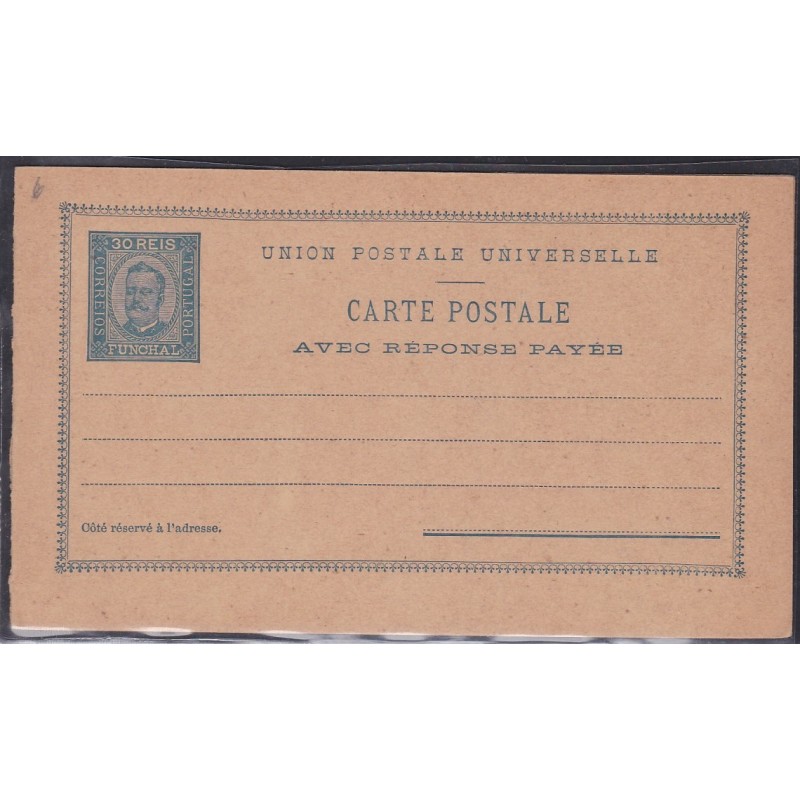 30 REIS
CORREIOS
PORTUGAL
FUNCHAL
UNION POSTALE UNIVERSELLE
CARTE POSTALE
AVEC RÉPONSE PAYÉE
Côté réservé à l'adresse.